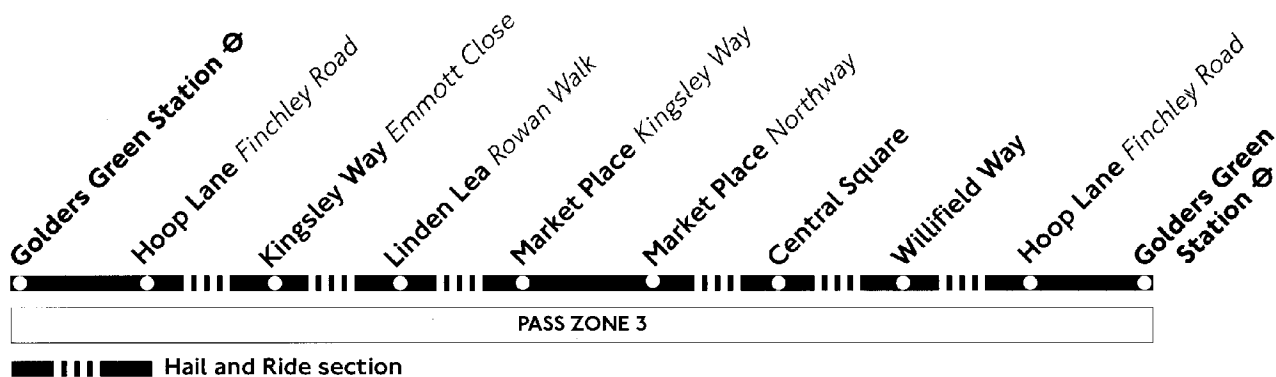 Golders Green Station
Hoop Lane Finchley Road
Kingsley Way Emmott Close
Linden Lea Rowan Walk
Market Place Kingsley Way
Market Place Northway
Central Square
Willifield Way
Hoop Lane Finchley Road
Golders Green
Station
PASS ZONE 3
Hail and Ride section